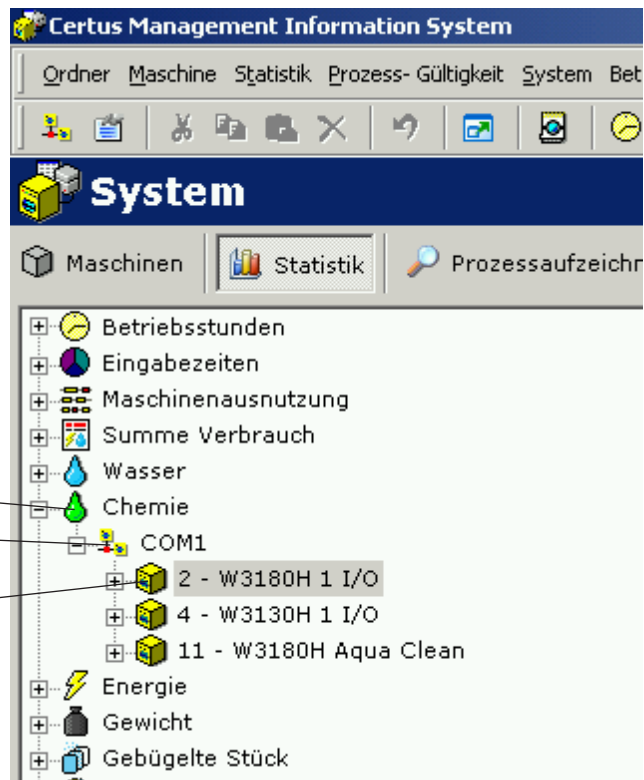 Certus Management Information System
Ordner Maschine Statistik Prozess- Gültigkeit System Bet
System
Maschinen Statistik Prozessaufzeichn
Betriebsstunden
Eingabezeiten
Maschinenausnutzung
Summe Verbrauch
Wasser
Chemie
COM1
2 - W3180H 1 I/O
4 - W3130H 1 I/O
11 - W3180H Aqua Clean
Energie
Gewicht
Gebügelte Stück